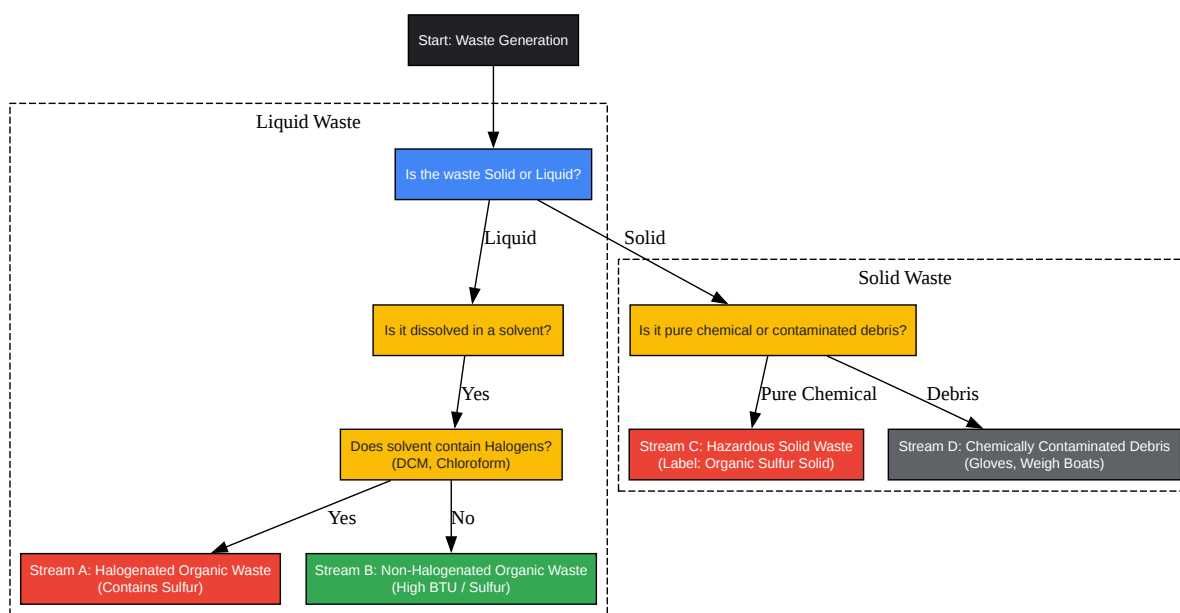 Start: Waste Generation
Liquid Waste
Is the waste Solid or Liquid?
Liquid
Solid
Solid Waste
Is it dissolved in a solvent?
Is it pure chemical or contaminated debris?
Yes
Pure Chemical
Debris
Does solvent contain Halogens?
(DCM, Chloroform)
Stream C: Hazardous Solid Waste
(Label: Organic Sulfur Solid)
Stream D: Chemically Contaminated Debris
(Gloves, Weigh Boats)
Yes
No
Stream A: Halogenated Organic Waste
(Contains Sulfur)
Stream B: Non-Halogenated Organic Waste
(High BTU / Sulfur)